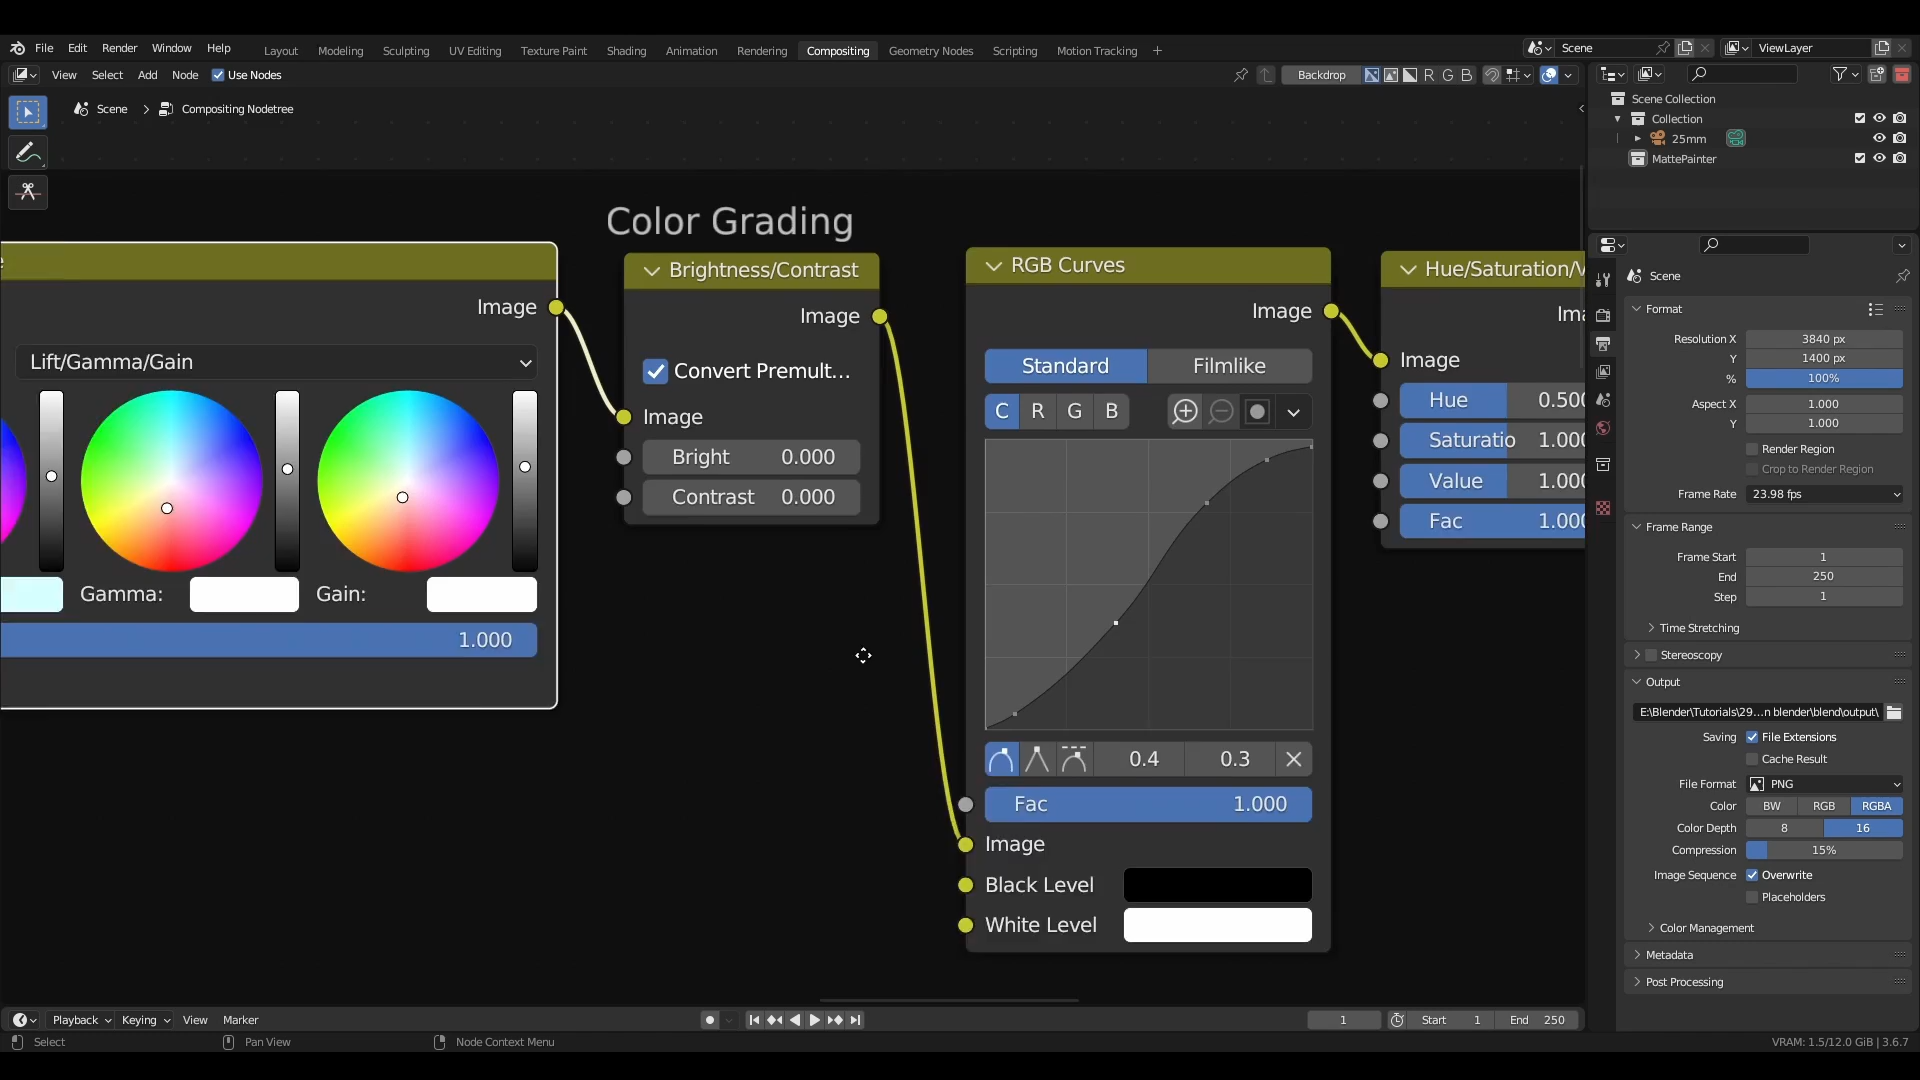 File Edit Render Window Help Layout Modeling Sculpting UV Editing Texture Paint Shading Animation Rendering Compositing Geometry Nodes Scripting Motion Tracking + Scene ViewLayer
View Select Add Node Use Nodes Backdrop R G B
Scene > Compositing Nodetree
Color Grading
Image
Lift/Gamma/Gain
Gamma:
Gain:
1.000
Brightness/Contrast
Image
Convert Premult...
Image
Bright 0.000
Contrast 0.000
RGB Curves
Image
Standard Filmlike
C R G B
0.4 0.3
Fac 1.000
Image
Black Level
White Level
Hue/Saturation/V
Image
Hue 0.500
Saturatio 1.000
Value 1.000
Fac 1.000
Scene Collection
Collection
25mm
MattePainter
Scene
Format
Resolution X 3840 px
Y 1400 px
% 100%
Aspect X 1.000
Y 1.000
Render Region
Crop to Render Region
Frame Rate 23.98 fps
Frame Range
Frame Start 1
End 250
Step 1
Time Stretching
Stereoscopy
Output
E:\Blender\Tutorials\29...n blender\blend\output\
Saving File Extensions
Cache Result
File Format PNG
Color BW RGB RGBA
Color Depth 8 16
Compression 15%
Image Sequence Overwrite
Placeholders
Color Management
Metadata
Post Processing
Playback Keying View Marker 1 Start 1 End 250
Select Pan View Node Context Menu VRAM: 1.5/12.0 GiB | 3.6.7